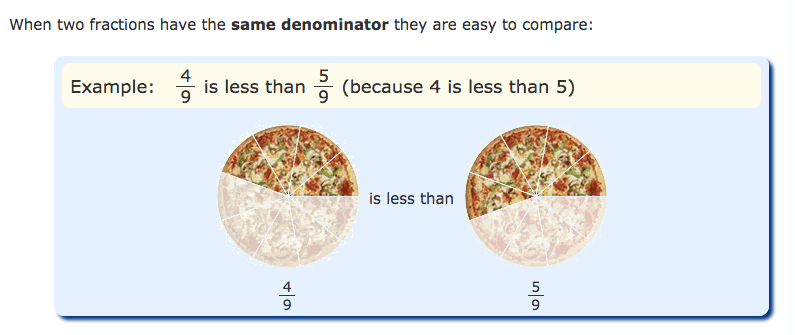 When two fractions have the same denominator they are easy to compare:
Example: 4/9 is less than 5/9 (because 4 is less than 5)
is less than
4/9 5/9